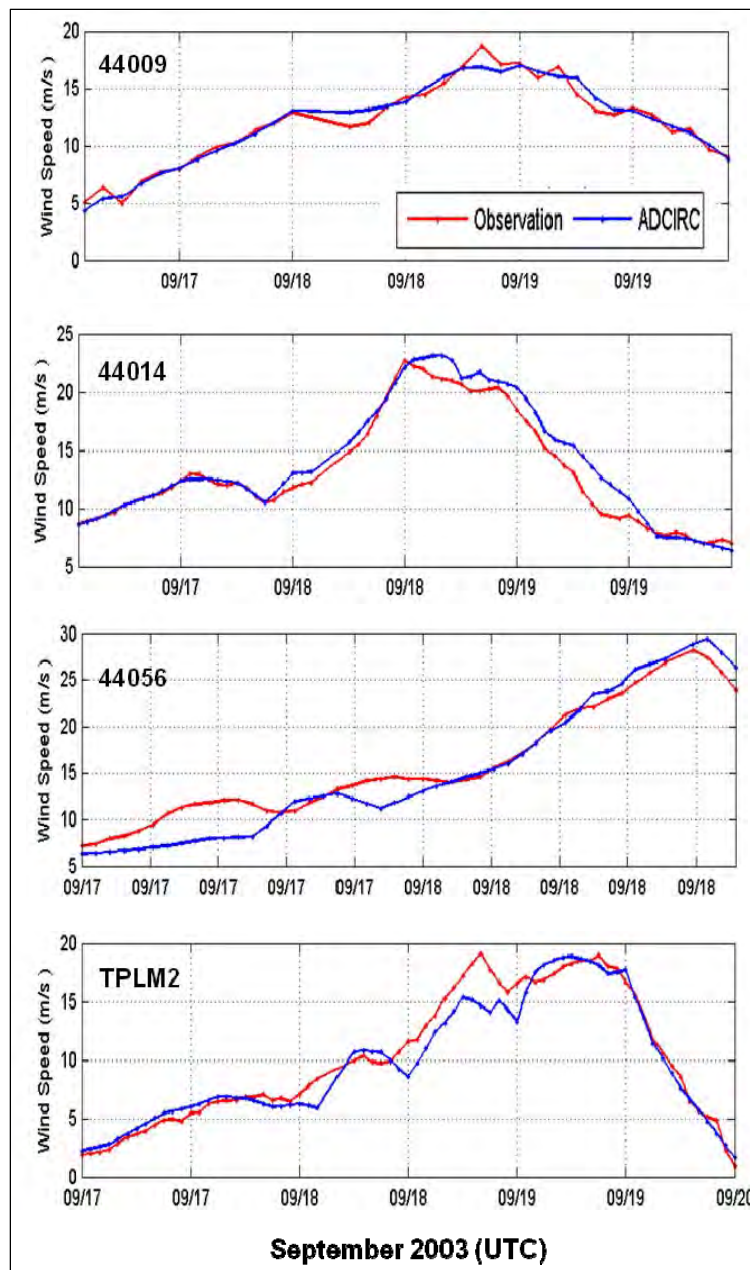 20
15
10
5
0
Wind Speed (m/s)
44009
Observation ADCIRC
09/17 09/18 09/18 09/19 09/19
25
20
15
10
5
Wind Speed (m/s )
44014
09/17 09/18 09/18 09/19 09/19
30
25
20
15
10
5
Wind Speed (m/s )
44056
09/17 09/17 09/17 09/17 09/17 09/18 09/18 09/18 09/18 09/18
20
15
10
5
0
Wind Speed (m/s )
TPLM2
09/17 09/17 09/18 09/18 09/19 09/19 09/20
September 2003 (UTC)